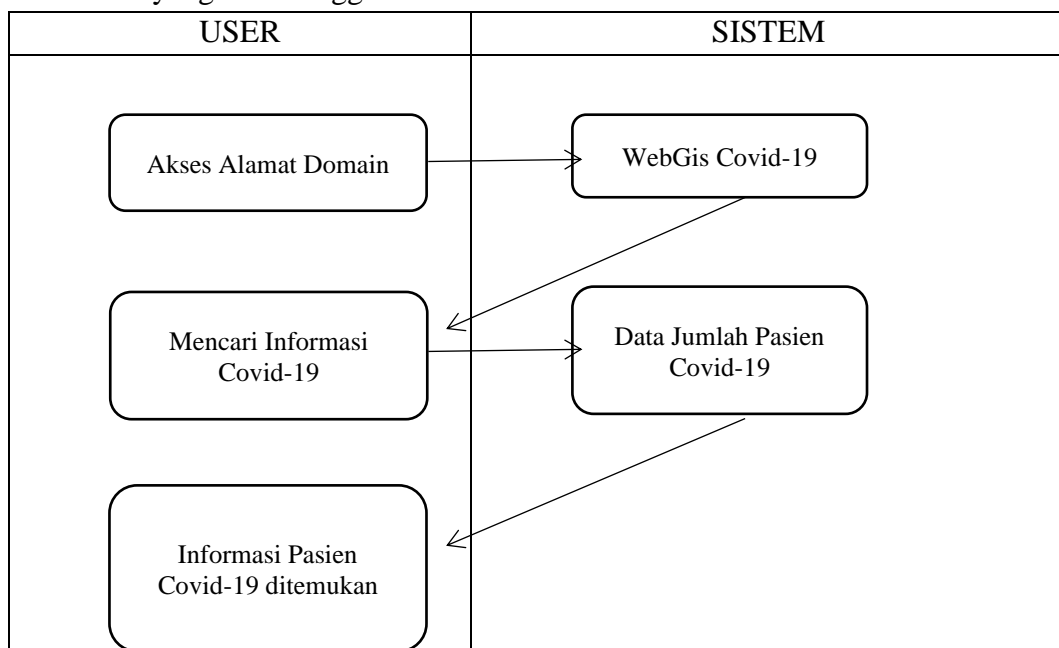 USER
SISTEM
Akses Alamat Domain
WebGis Covid-19
Mencari Informasi
Covid-19
Data Jumlah Pasien
Covid-19
Informasi Pasien
Covid-19 ditemukan